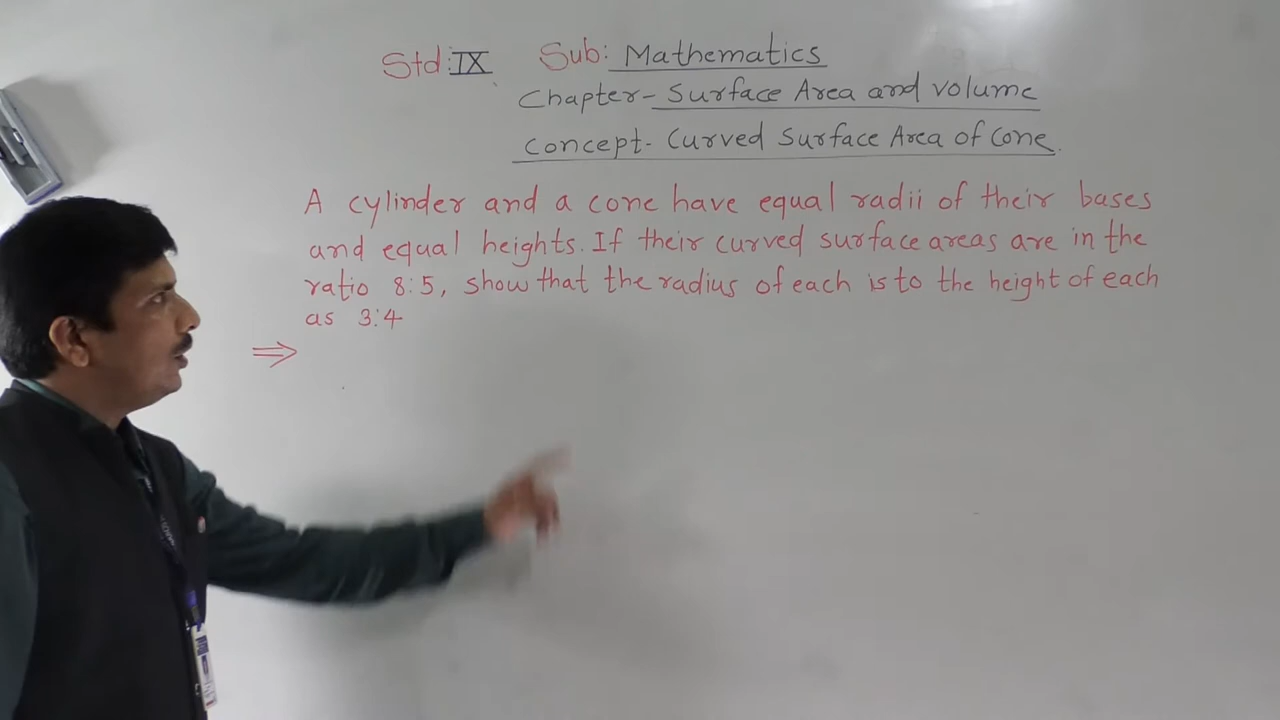 Std:IX Sub: Mathematics
Chapter- Surface Area and volume
Concept- Curved Surface Area of Cone.
A cylinder and a cone have equal radii of their bases
and equal heights. If their curved surface areas are in the
ratio 8:5, show that the radius of each is to the height of each
as 3:4
⇒